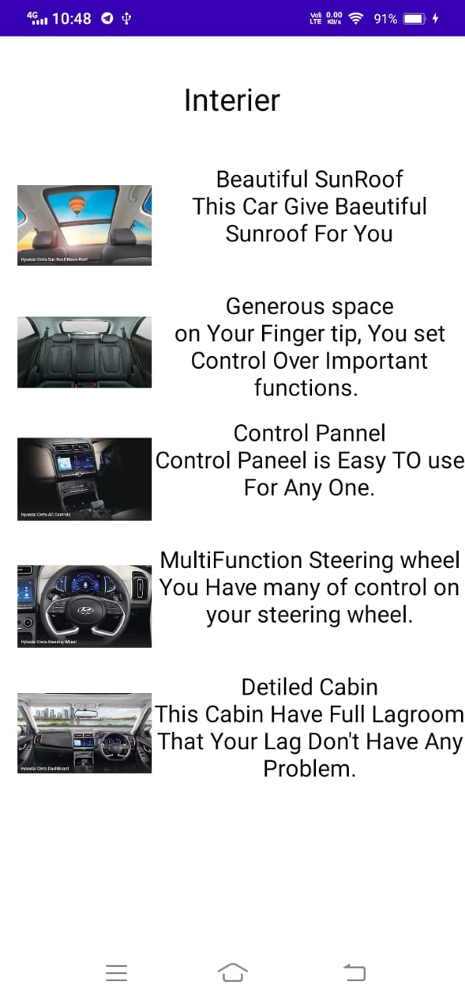 4G 10:48 Vo) LTE 0.00 KB/s 91%
Interier
Beautiful SunRoof
This Car Give Baeutiful
Sunroof For You
Hyundai Creta Sun Roof/Moon Roof
Generous space
on Your Finger tip, You set
Control Over Important
functions.
Control Pannel
Control Paneel is Easy TO use
For Any One.
Hyundai Creta AC Controls
MultiFunction Steering wheel
You Have many of control on
your steering wheel.
Hyundai Creta Steering Wheel
Detiled Cabin
This Cabin Have Full Lagroom
That Your Lag Don't Have Any
Problem.
Hyundai Creta DashBoard